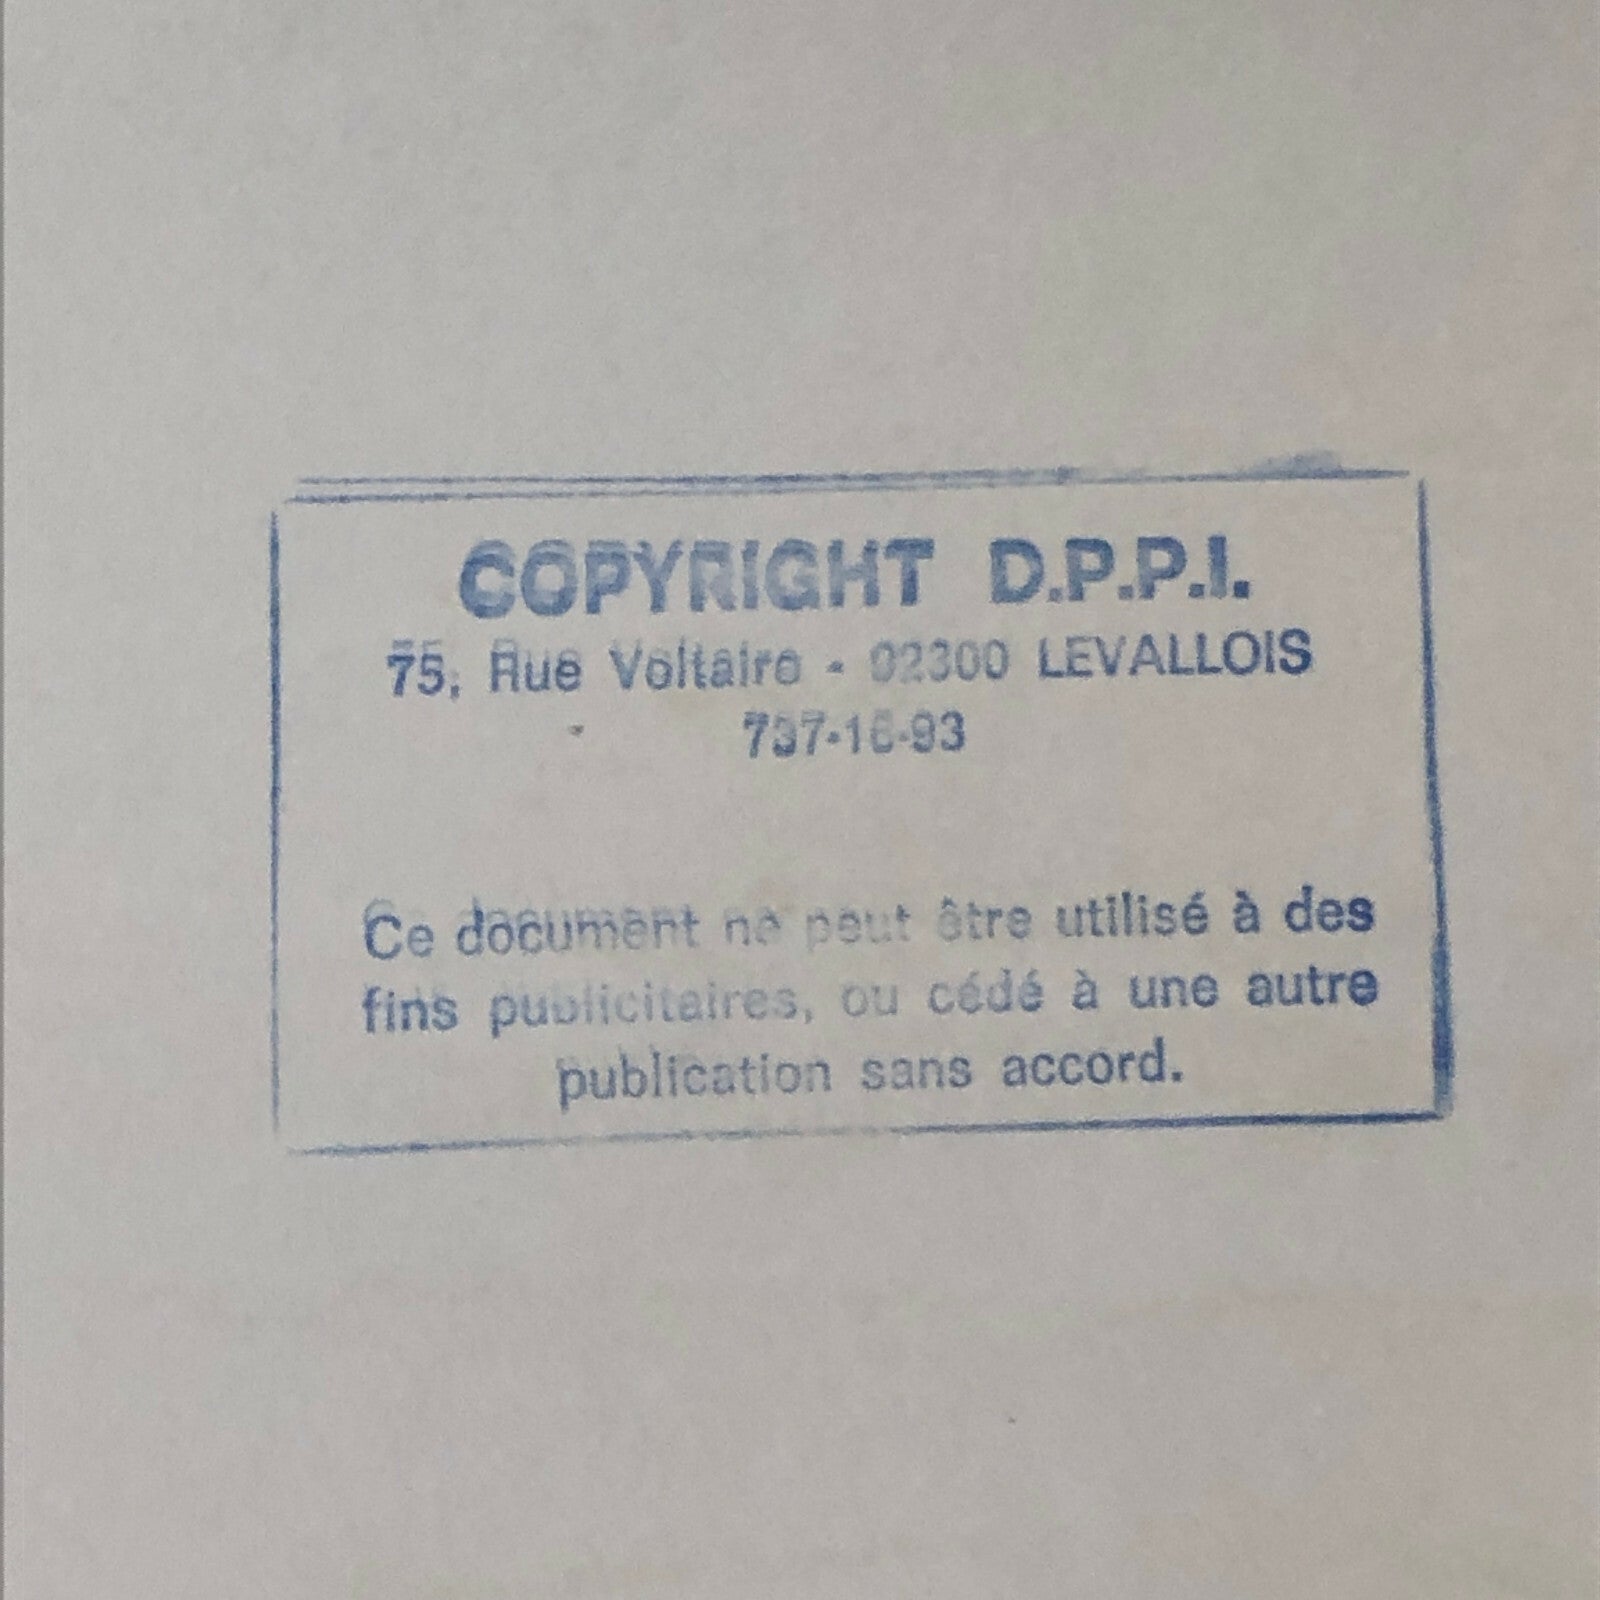 COPYRIGHT D.P.P.I.
75, Rue Voltaire - 92300 LEVALLOIS
737-16-93
Ce document ne peut être utilisé à des
fins publicitaires, ou cédé à une autre
publication sans accord.